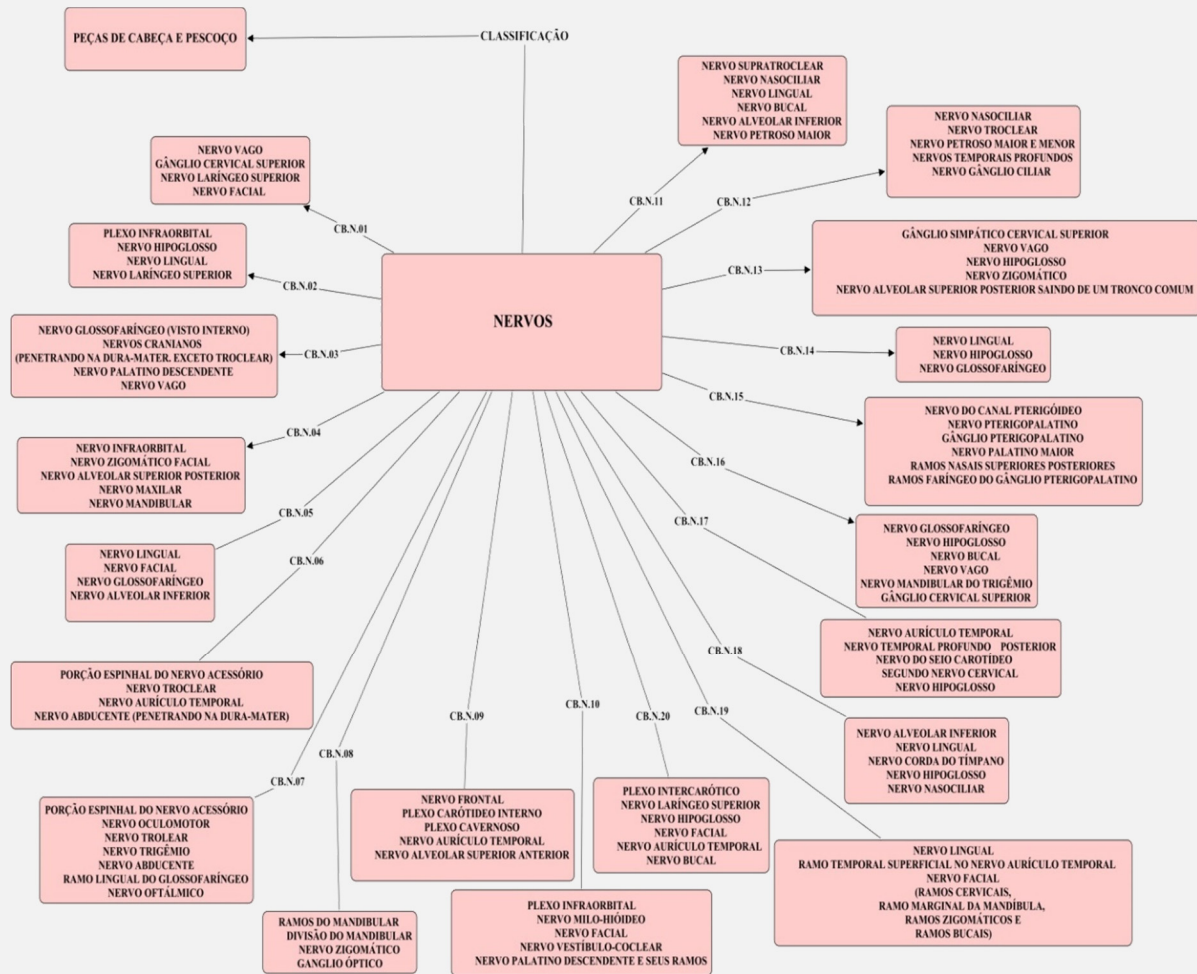 PEÇAS DE CABEÇA E PESCOÇO
CLASSIFICAÇÃO
NERVOS
CB.N.01
NERVO VAGO
GÂNGLIO CERVICAL SUPERIOR
NERVO LARÍNGEO SUPERIOR
NERVO FACIAL
CB.N.02
PLEXO INFRAORBITAL
NERVO HIPOGLOSSO
NERVO LINGUAL
NERVO LARÍNGEO SUPERIOR
CB.N.03
NERVO GLOSSOFARÍNGEO (VISTO INTERNO)
NERVOS CRANIANOS
(PENETRANDO NA DURA-MATER. EXCETO TROCLEAR)
NERVO PALATINO DESCENDENTE
NERVO VAGO
CB.N.04
NERVO INFRAORBITAL
NERVO ZIGOMÁTICO FACIAL
NERVO ALVEOLAR SUPERIOR POSTERIOR
NERVO MAXILAR
NERVO MANDIBULAR
CB.N.05
NERVO LINGUAL
NERVO FACIAL
NERVO GLOSSOFARÍNGEO
NERVO ALVEOLAR INFERIOR
CB.N.06
PORÇÃO ESPINHAL DO NERVO ACESSÓRIO
NERVO TROCLEAR
NERVO AURÍCULO TEMPORAL
NERVO ABDUCENTE (PENETRANDO NA DURA-MATER)
CB.N.07
PORÇÃO ESPINHAL DO NERVO ACESSÓRIO
NERVO OCULOMOTOR
NERVO TROLEAR
NERVO TRIGÊMIO
NERVO ABDUCENTE
RAMO LINGUAL DO GLOSSOFARÍNGEO
NERVO OFTÁLMICO
CB.N.08
RAMOS DO MANDIBULAR
DIVISÃO DO MANDIBULAR
NERVO ZIGOMÁTICO
GANGLIO ÓPTICO
CB.N.09
NERVO FRONTAL
PLEXO CARÓTIDEO INTERNO
PLEXO CAVERNOSO
NERVO AURÍCULO TEMPORAL
NERVO ALVEOLAR SUPERIOR ANTERIOR
CB.N.10
PLEXO INFRAORBITAL
NERVO MILO-HIÓIDEO
NERVO FACIAL
NERVO VESTÍBULO-COCLEAR
NERVO PALATINO DESCENDENTE E SEUS RAMOS
CB.N.11
NERVO SUPRATROCLEAR
NERVO NASOCILIAR
NERVO LINGUAL
NERVO BUCAL
NERVO ALVEOLAR INFERIOR
NERVO PETROSO MAIOR
CB.N.12
NERVO NASOCILIAR
NERVO TROCLEAR
NERVO PETROSO MAIOR E MENOR
NERVOS TEMPORAIS PROFUNDOS
NERVO GÂNGLIO CILIAR
CB.N.13
GÂNGLIO SIMPÁTICO CERVICAL SUPERIOR
NERVO VAGO
NERVO HIPOGLOSSO
NERVO ZIGOMÁTICO
NERVO ALVEOLAR SUPERIOR POSTERIOR SAINDO DE UM TRONCO COMUM
CB.N.14
NERVO LINGUAL
NERVO HIPOGLOSSO
NERVO GLOSSOFARÍNGEO
CB.N.15
NERVO DO CANAL PTERIGÓIDEO
NERVO PTERIGOPALATINO
GÂNGLIO PTERIGOPALATINO
NERVO PALATINO MAIOR
RAMOS NASAIS SUPERIORES POSTERIORES
RAMOS FARÍNGEO DO GÂNGLIO PTERIGOPALATINO
CB.N.16
NERVO GLOSSOFARÍNGEO
NERVO HIPOGLOSSO
NERVO BUCAL
NERVO VAGO
NERVO MANDIBULAR DO TRIGÊMIO
GÂNGLIO CERVICAL SUPERIOR
CB.N.17
NERVO AURÍCULO TEMPORAL
NERVO TEMPORAL PROFUNDO POSTERIOR
NERVO DO SEIO CAROTÍDEO
SEGUNDO NERVO CERVICAL
NERVO HIPOGLOSSO
CB.N.18
NERVO ALVEOLAR INFERIOR
NERVO LINGUAL
NERVO CORDA DO TÍMPANO
NERVO HIPOGLOSSO
NERVO NASOCILIAR
CB.N.19
NERVO LINGUAL
RAMO TEMPORAL SUPERFICIAL NO NERVO AURÍCULO TEMPORAL
NERVO FACIAL
(RAMOS CERVICAIS,
RAMO MARGINAL DA MANDÍBULA,
RAMOS ZIGOMÁTICOS E
RAMOS BUCAIS)
CB.N.20
PLEXO INTERCARÓTICO
NERVO LARÍNGEO SUPERIOR
NERVO HIPOGLOSSO
NERVO FACIAL
NERVO AURÍCULO TEMPORAL
NERVO BUCAL